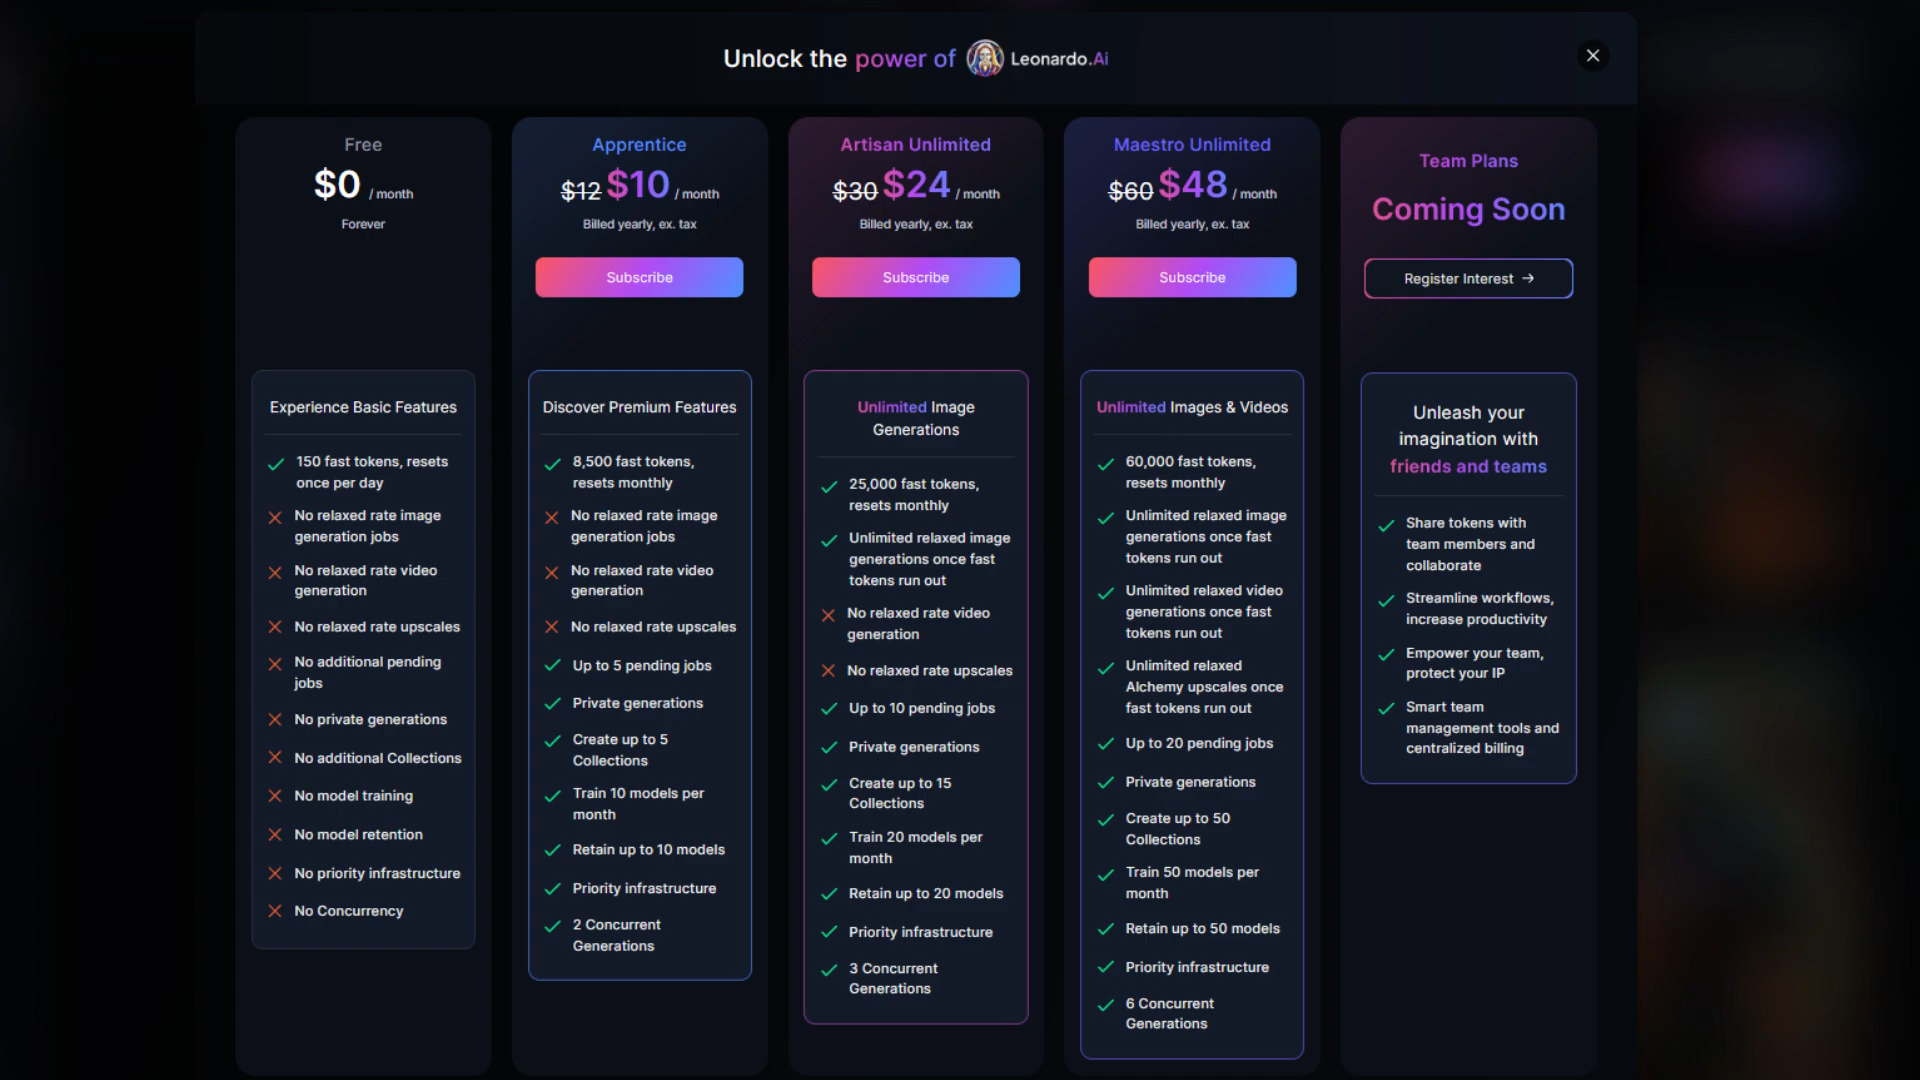 Unlock the power of Leonardo.Ai
Free
$0 / month
Forever
Experience Basic Features
150 fast tokens, resets
once per day
No relaxed rate image
generation jobs
No relaxed rate video
generation
No relaxed rate upscales
No additional pending
jobs
No private generations
No additional Collections
No model training
No model retention
No priority infrastructure
No Concurrency
Apprentice
$12 $10 / month
Billed yearly, ex. tax
Subscribe
Discover Premium Features
8,500 fast tokens,
resets monthly
No relaxed rate image
generation jobs
No relaxed rate video
generation
No relaxed rate upscales
Up to 5 pending jobs
Private generations
Create up to 5
Collections
Train 10 models per
month
Retain up to 10 models
Priority infrastructure
2 Concurrent
Generations
Artisan Unlimited
$30 $24 / month
Billed yearly, ex. tax
Subscribe
Unlimited Image
Generations
25,000 fast tokens,
resets monthly
Unlimited relaxed image
generations once fast
tokens run out
No relaxed rate video
generation
No relaxed rate upscales
Up to 10 pending jobs
Private generations
Create up to 15
Collections
Train 20 models per
month
Retain up to 20 models
Priority infrastructure
3 Concurrent
Generations
Maestro Unlimited
$60 $48 / month
Billed yearly, ex. tax
Subscribe
Unlimited Images & Videos
60,000 fast tokens,
resets monthly
Unlimited relaxed image
generations once fast
tokens run out
Unlimited relaxed video
generations once fast
tokens run out
Unlimited relaxed
Alchemy upscales once
fast tokens run out
Up to 20 pending jobs
Private generations
Create up to 50
Collections
Train 50 models per
month
Retain up to 50 models
Priority infrastructure
6 Concurrent
Generations
Team Plans
Coming Soon
Register Interest →
Unleash your
imagination with
friends and teams
Share tokens with
team members and
collaborate
Streamline workflows,
increase productivity
Empower your team,
protect your IP
Smart team
management tools and
centralized billing